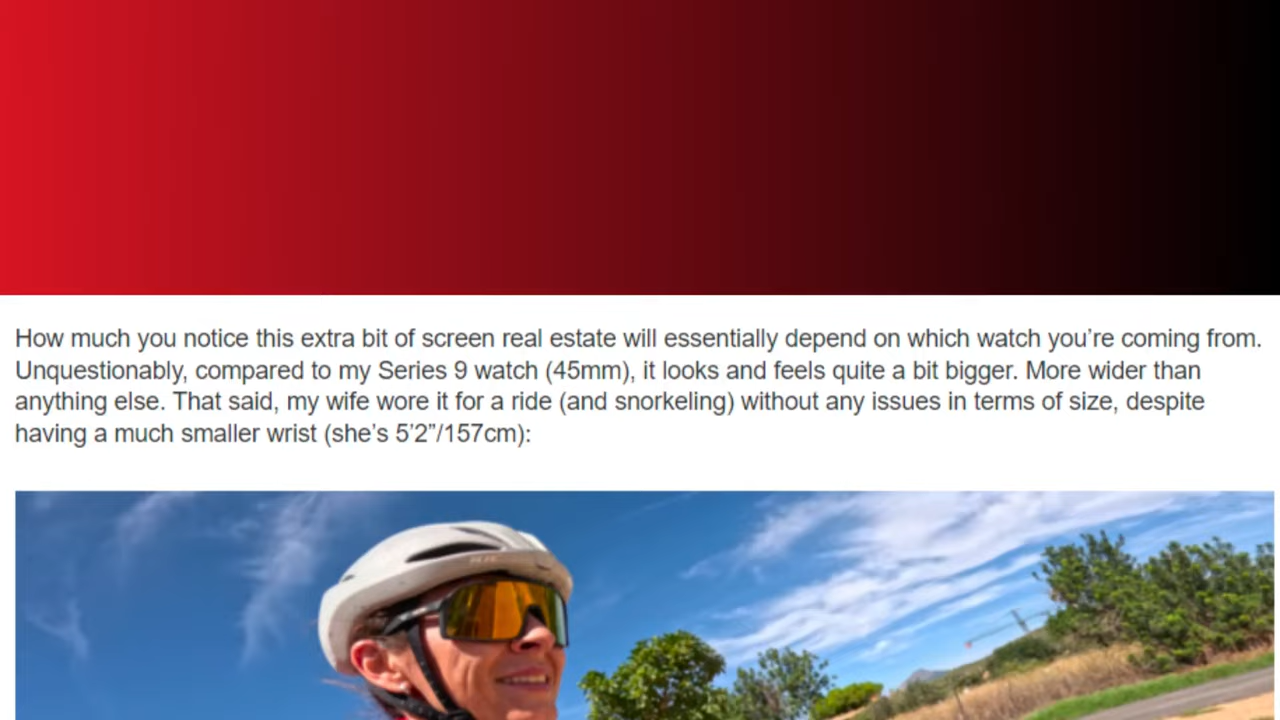 How much you notice this extra bit of screen real estate will essentially depend on which watch you’re coming from.
Unquestionably, compared to my Series 9 watch (45mm), it looks and feels quite a bit bigger. More wider than
anything else. That said, my wife wore it for a ride (and snorkeling) without any issues in terms of size, despite
having a much smaller wrist (she’s 5’2”/157cm):